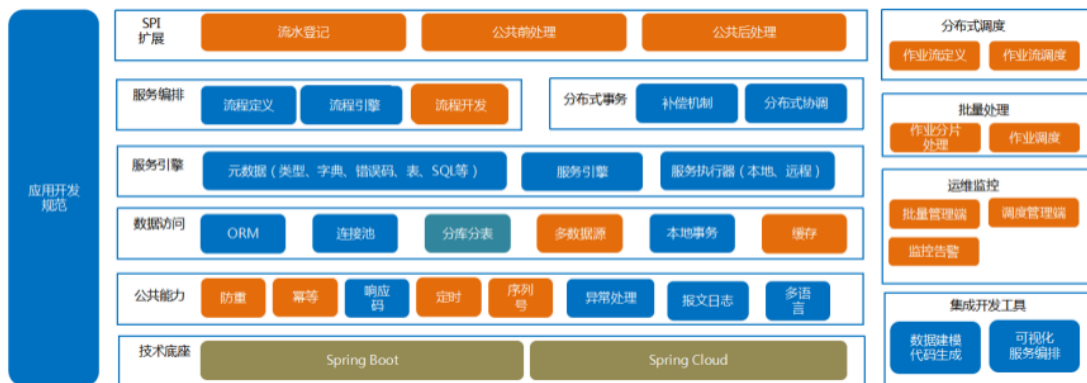 应用开发
规范
SPI
扩展
流水登记
公共前处理
公共后处理
服务编排
流程定义
流程引擎
流程开发
分布式事务
补偿机制
分布式协调
服务引擎
元数据（类型、字典、错误码、表、SQL等）
服务引擎
服务执行器（本地、远程）
数据访问
ORM
连接池
分库分表
多数据源
本地事务
缓存
公共能力
防重
幂等
响应
码
定时
序列
号
异常处理
报文日志
多语
言
技术底座
Spring Boot
Spring Cloud
分布式调度
作业流定义
作业流调度
批量处理
作业分片
处理
作业调度
运维监控
批量管理端
调度管理端
监控告警
集成开发工具
数据建模
代码生成
可视化
服务编排